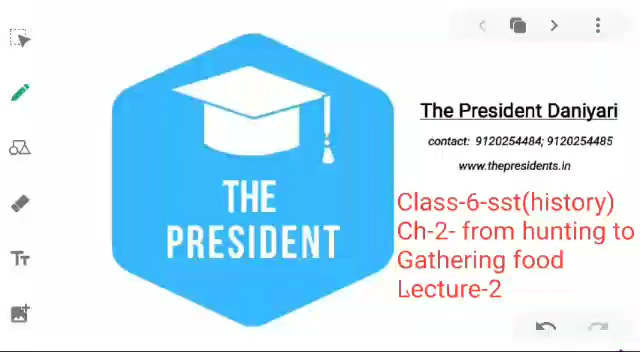 The President Daniyari
contact: 9120254484; 9120254485
www.thepresidents.in
THE
PRESIDENT
Class-6-sst(history)
Ch-2- from hunting to
Gathering food
Lecture-2
Tт